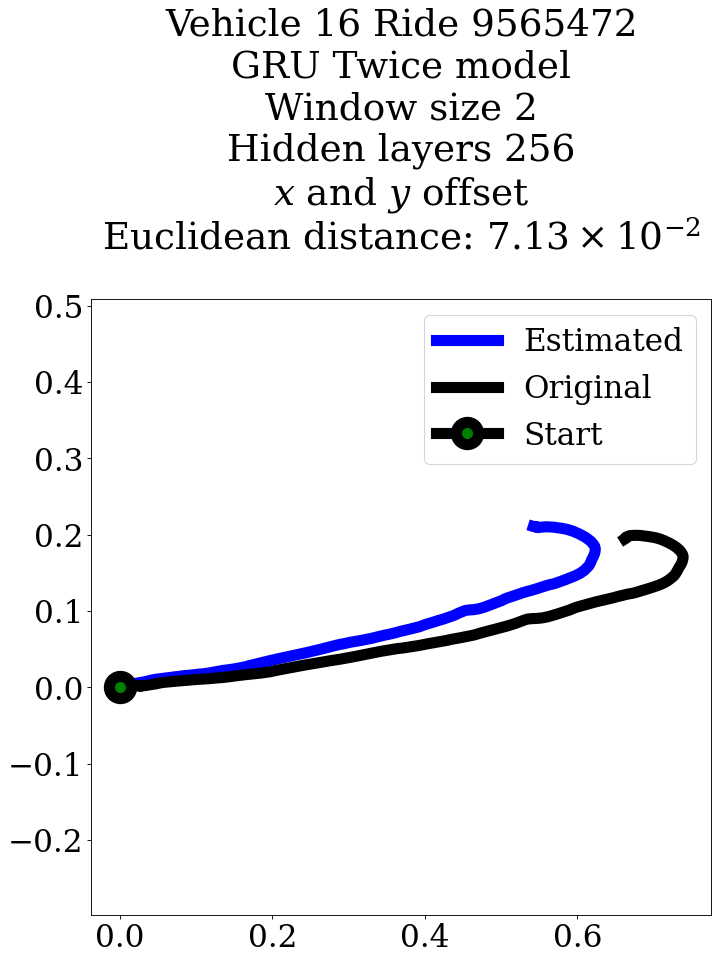 Vehicle 16 Ride 9565472
GRU Twice model
Window size 2
Hidden layers 256
x and y offset
Euclidean distance: 7.13 × 10⁻²
Estimated
Original
Start
0.5
0.4
0.3
0.2
0.1
0.0
−0.1
−0.2
0.0 0.2 0.4 0.6